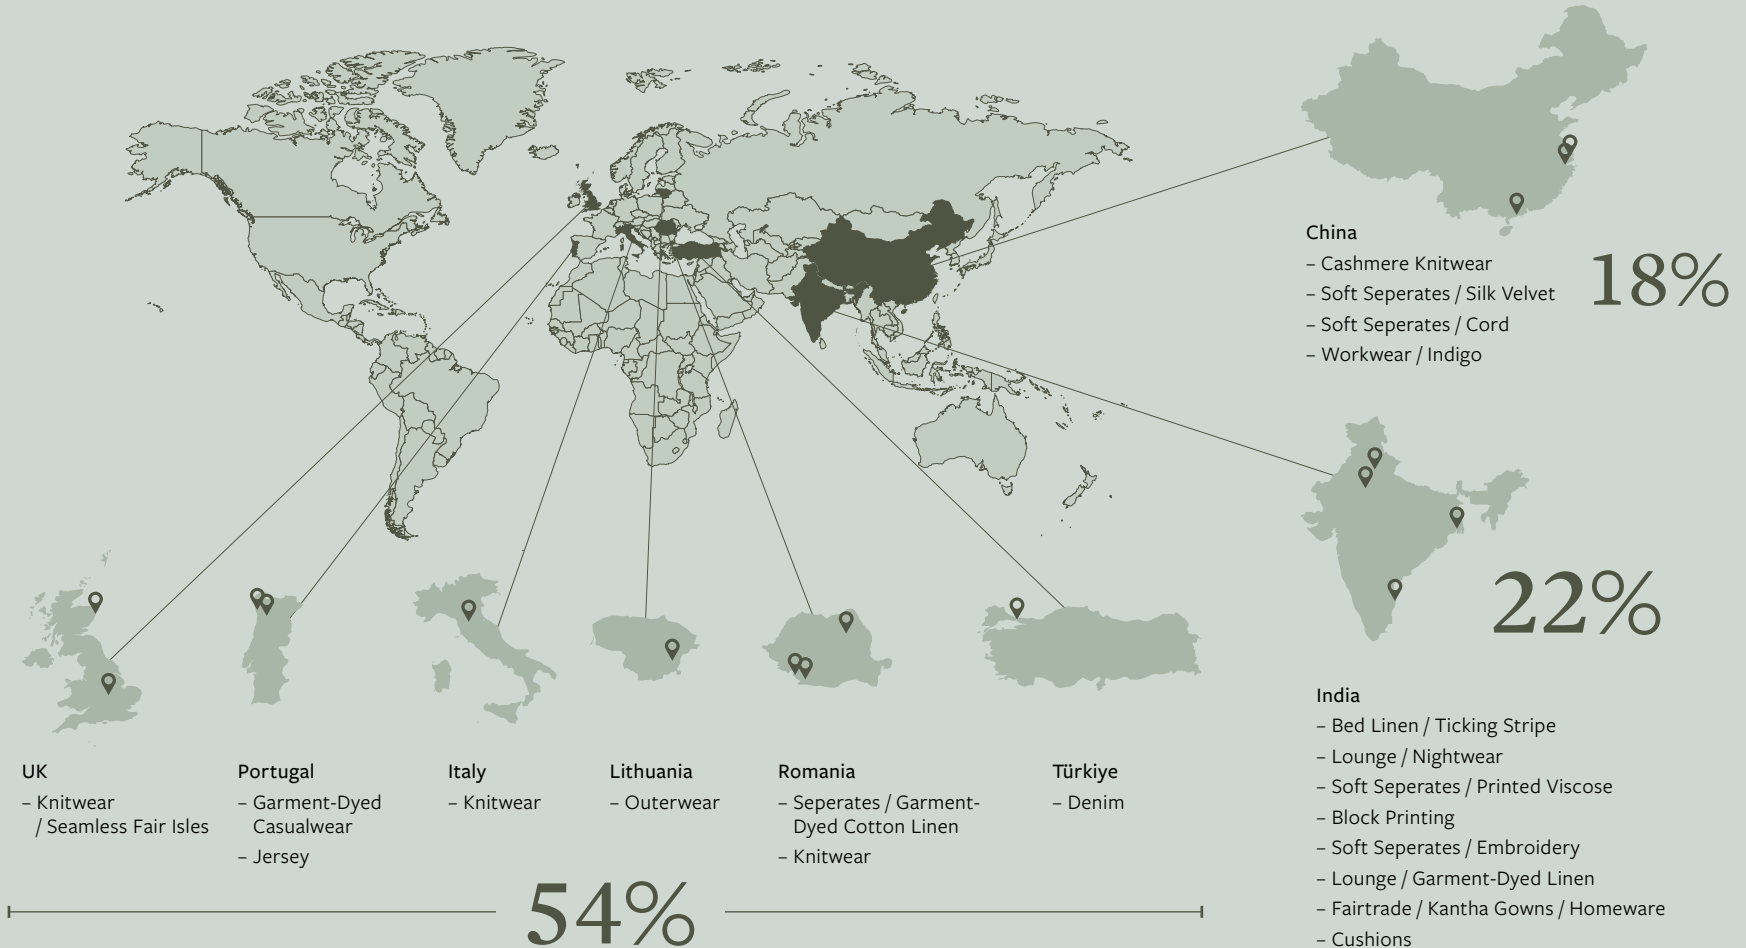 China
– Cashmere Knitwear
– Soft Seperates / Silk Velvet
– Soft Seperates / Cord
– Workwear / Indigo
18%
22%
India
– Bed Linen / Ticking Stripe
– Lounge / Nightwear
– Soft Seperates / Printed Viscose
– Block Printing
– Soft Seperates / Embroidery
– Lounge / Garment-Dyed Linen
– Fairtrade / Kantha Gowns / Homeware
– Cushions
UK
– Knitwear
/ Seamless Fair Isles
Portugal
– Garment-Dyed
Casualwear
– Jersey
Italy
– Knitwear
Lithuania
– Outerwear
Romania
– Seperates / Garment-
Dyed Cotton Linen
– Knitwear
Türkiye
– Denim
54%